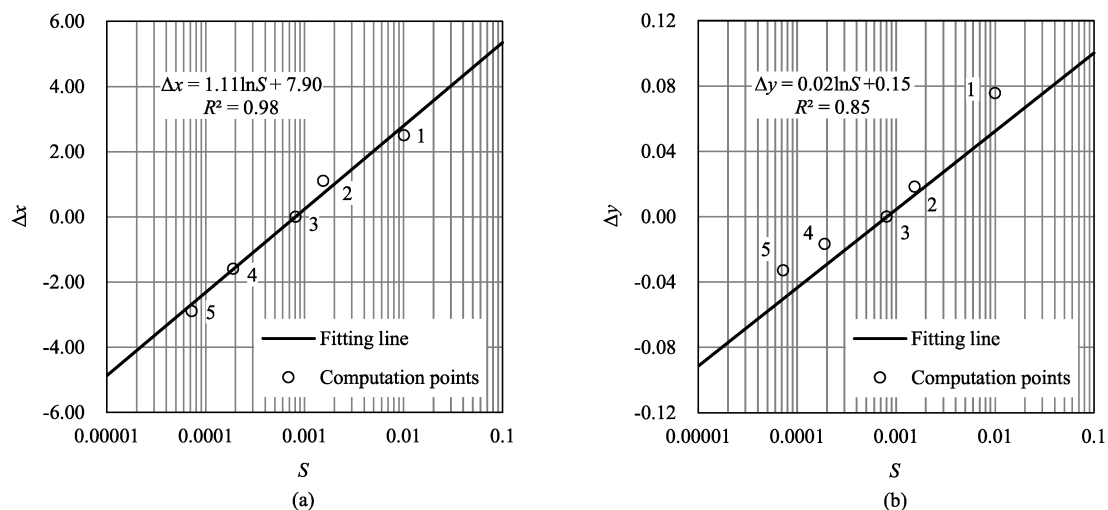 6.00
4.00
2.00
0.00
-2.00
-4.00
-6.00
Δx
Δx = 1.11lnS + 7.90
R² = 0.98
1
2
3
4
5
Fitting line
Computation points
0.00001
0.0001
0.001
0.01
0.1
S
(a)
0.12
0.08
0.04
0.00
-0.04
-0.08
-0.12
Δy
Δy = 0.02lnS+0.15
R² = 0.85
1
2
3
4
5
Fitting line
Computation points
0.00001
0.0001
0.001
0.01
0.1
S
(b)